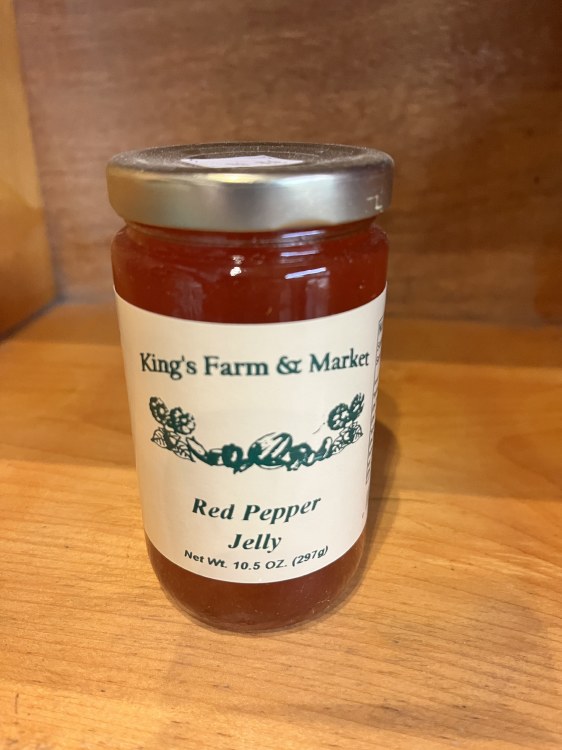 King's Farm & Market
Red Pepper
Jelly
Net Wt. 10.5 OZ. (297g)